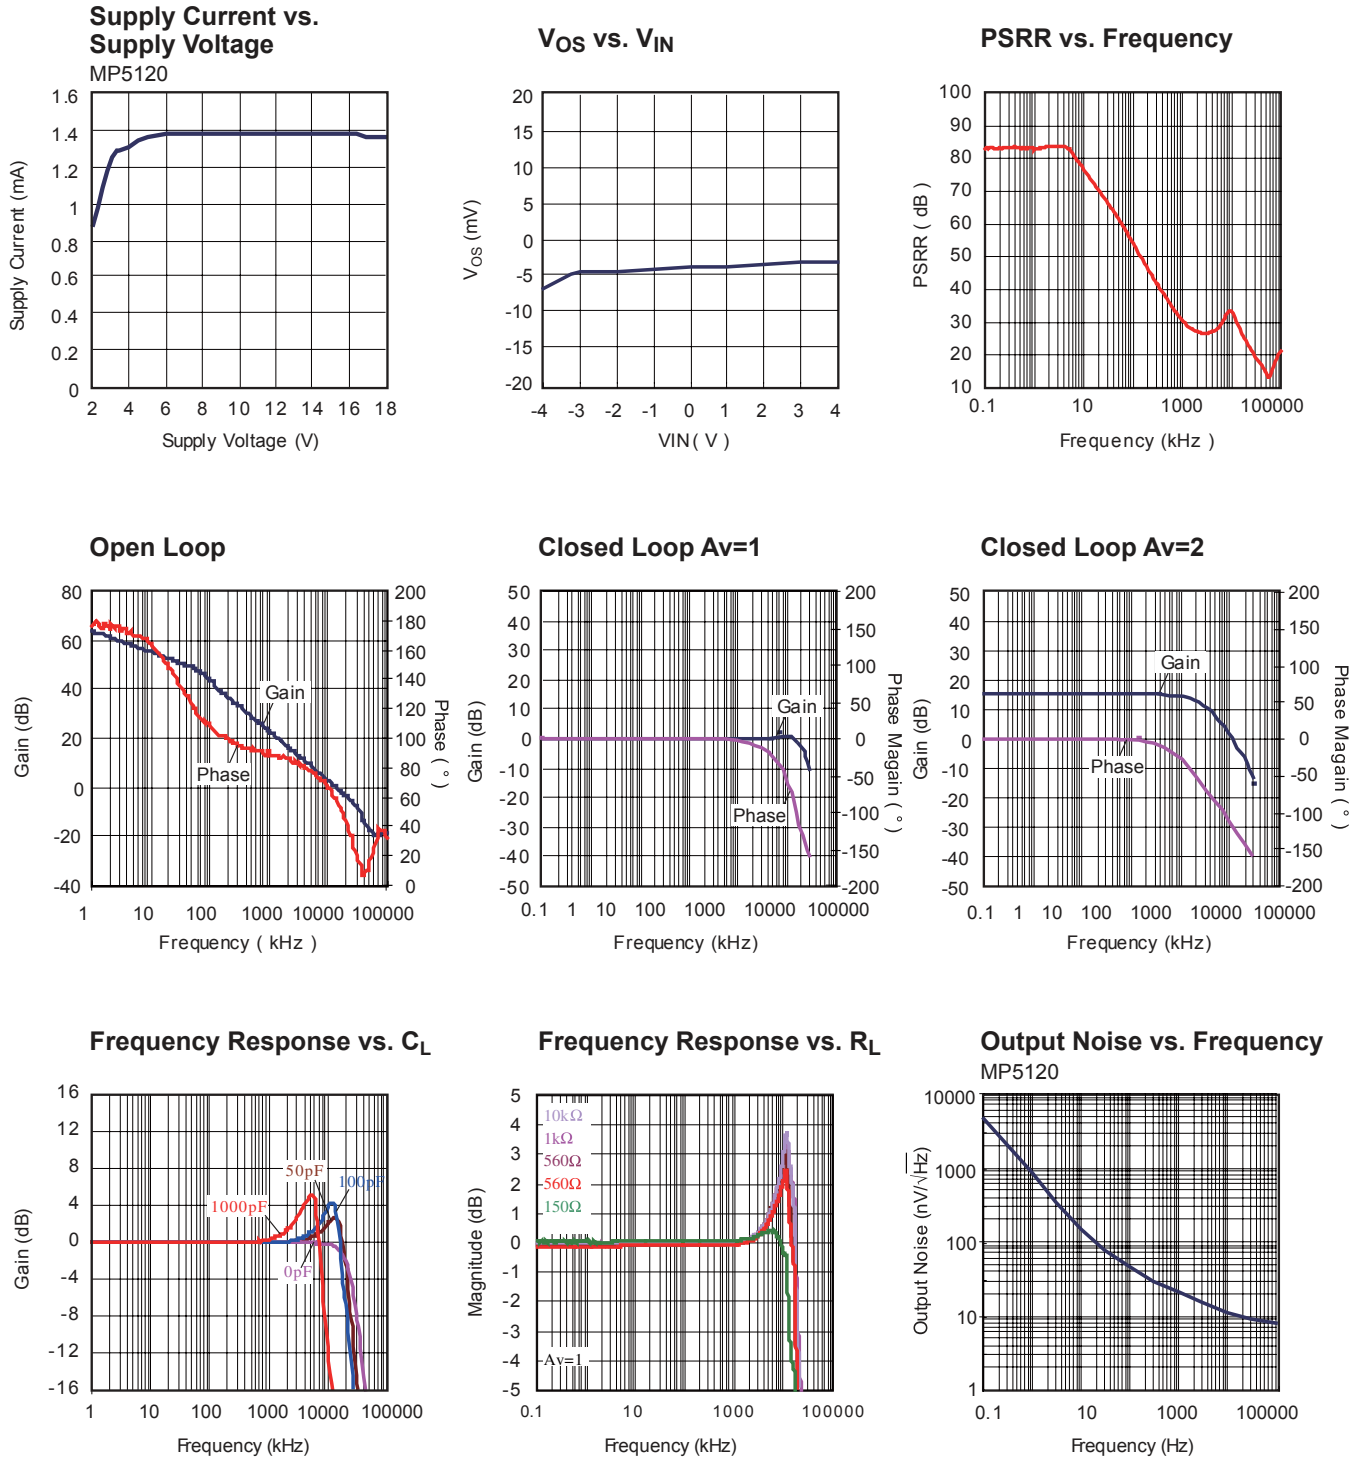 Supply Current vs.
Supply Voltage
MP5120
1.6
1.4
1.2
1
0.8
0.6
0.4
0.2
0
Supply Current (mA)
2 4 6 8 10 12 14 16 18
Supply Voltage (V)
VOS vs. VIN
20
15
10
5
0
-5
-10
-15
-20
VOS (mV)
-4 -3 -2 -1 0 1 2 3 4
VIN( V )
PSRR vs. Frequency
100
90
80
70
60
50
40
30
20
10
PSRR ( dB )
0.1 10 1000 100000
Frequency (kHz )
Open Loop
80
60
40
20
0
-20
-40
Gain (dB)
Gain
Phase
200
180
160
140
120
100
80
60
40
20
0
Phase ( ° )
1 10 100 1000 10000 100000
Frequency ( kHz )
Closed Loop Av=1
50
40
30
20
10
0
-10
-20
-30
-40
-50
Gain (dB)
Gain
Phase
200
150
100
50
0
-50
-100
-150
-200
Phase Magain ( ° )
0.1 1 10 100 1000 10000 100000
Frequency (kHz)
Closed Loop Av=2
50
40
30
20
10
0
-10
-20
-30
-40
-50
Gain (dB)
Gain
Phase
200
150
100
50
0
-50
-100
-150
-200
Phase Magain ( ° )
0.1 1 10 100 1000 10000 100000
Frequency (kHz)
Frequency Response vs. CL
16
12
8
4
0
-4
-8
-12
-16
Gain (dB)
50pF
100pF
1000pF
0pF
1 10 100 1000 10000 100000
Frequency (kHz)
Frequency Response vs. RL
5
4
3
2
1
0
-1
-2
-3
-4
-5
Magnitude (dB)
10kΩ
1kΩ
560Ω
560Ω
150Ω
Av=1
0.1 10 1000 100000
Frequency (kHz)
Output Noise vs. Frequency
MP5120
10000
1000
100
10
1
Output Noise (nV/√Hz)
0.1 10 1000 100000
Frequency (Hz)